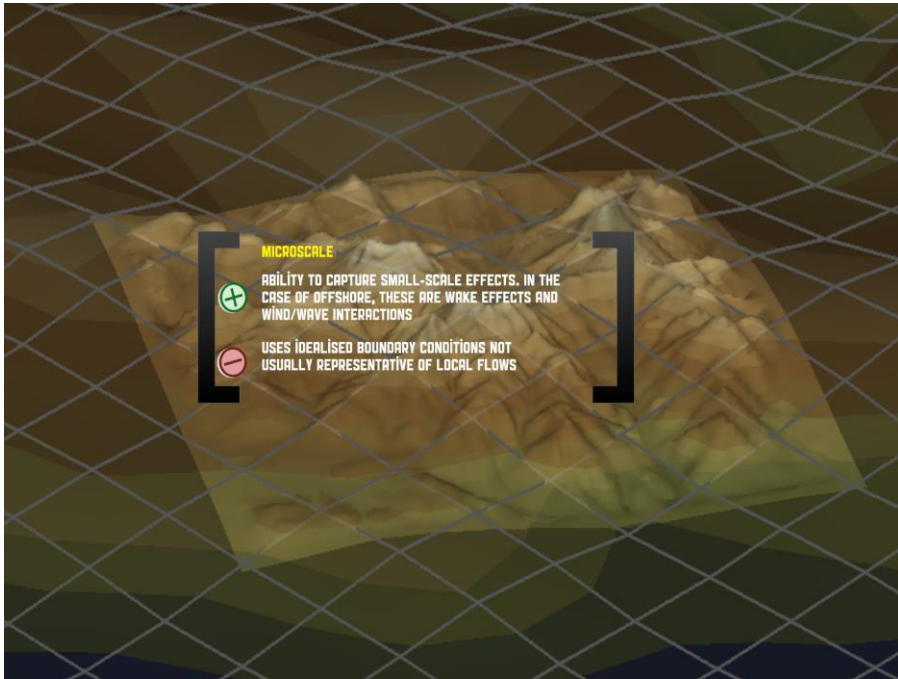 MICROSCALE
ABILITY TO CAPTURE SMALL-SCALE EFFECTS. IN THE
CASE OF OFFSHORE, THESE ARE WAKE EFFECTS AND
WIND/WAVE INTERACTIONS
USES IDEALISED BOUNDARY CONDITIONS NOT
USUALLY REPRESENTATIVE OF LOCAL FLOWS